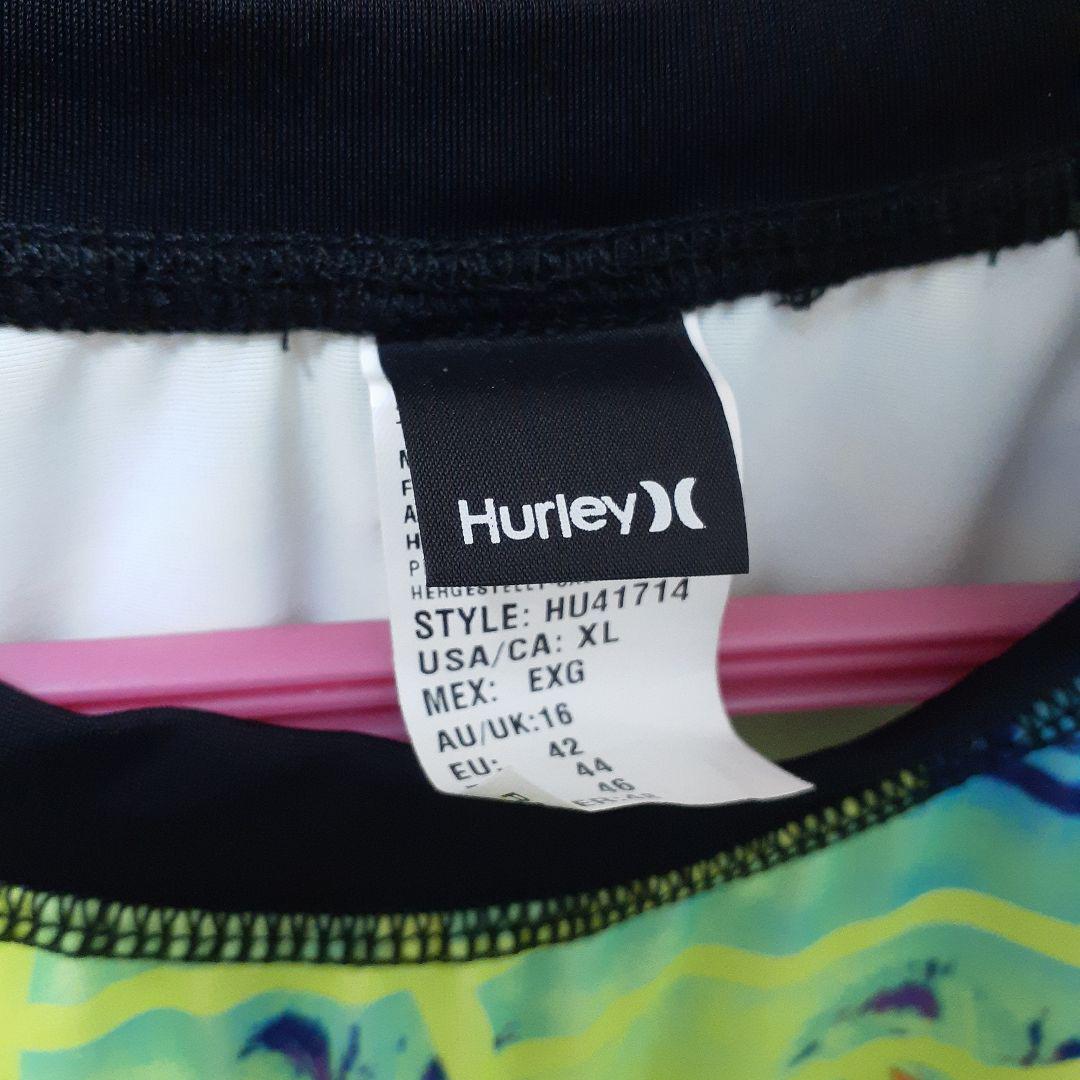 Hurley
STYLE: HU41714
USA/CA: XL
MEX: EXG
AU/UK:16
EU: 42
44
46